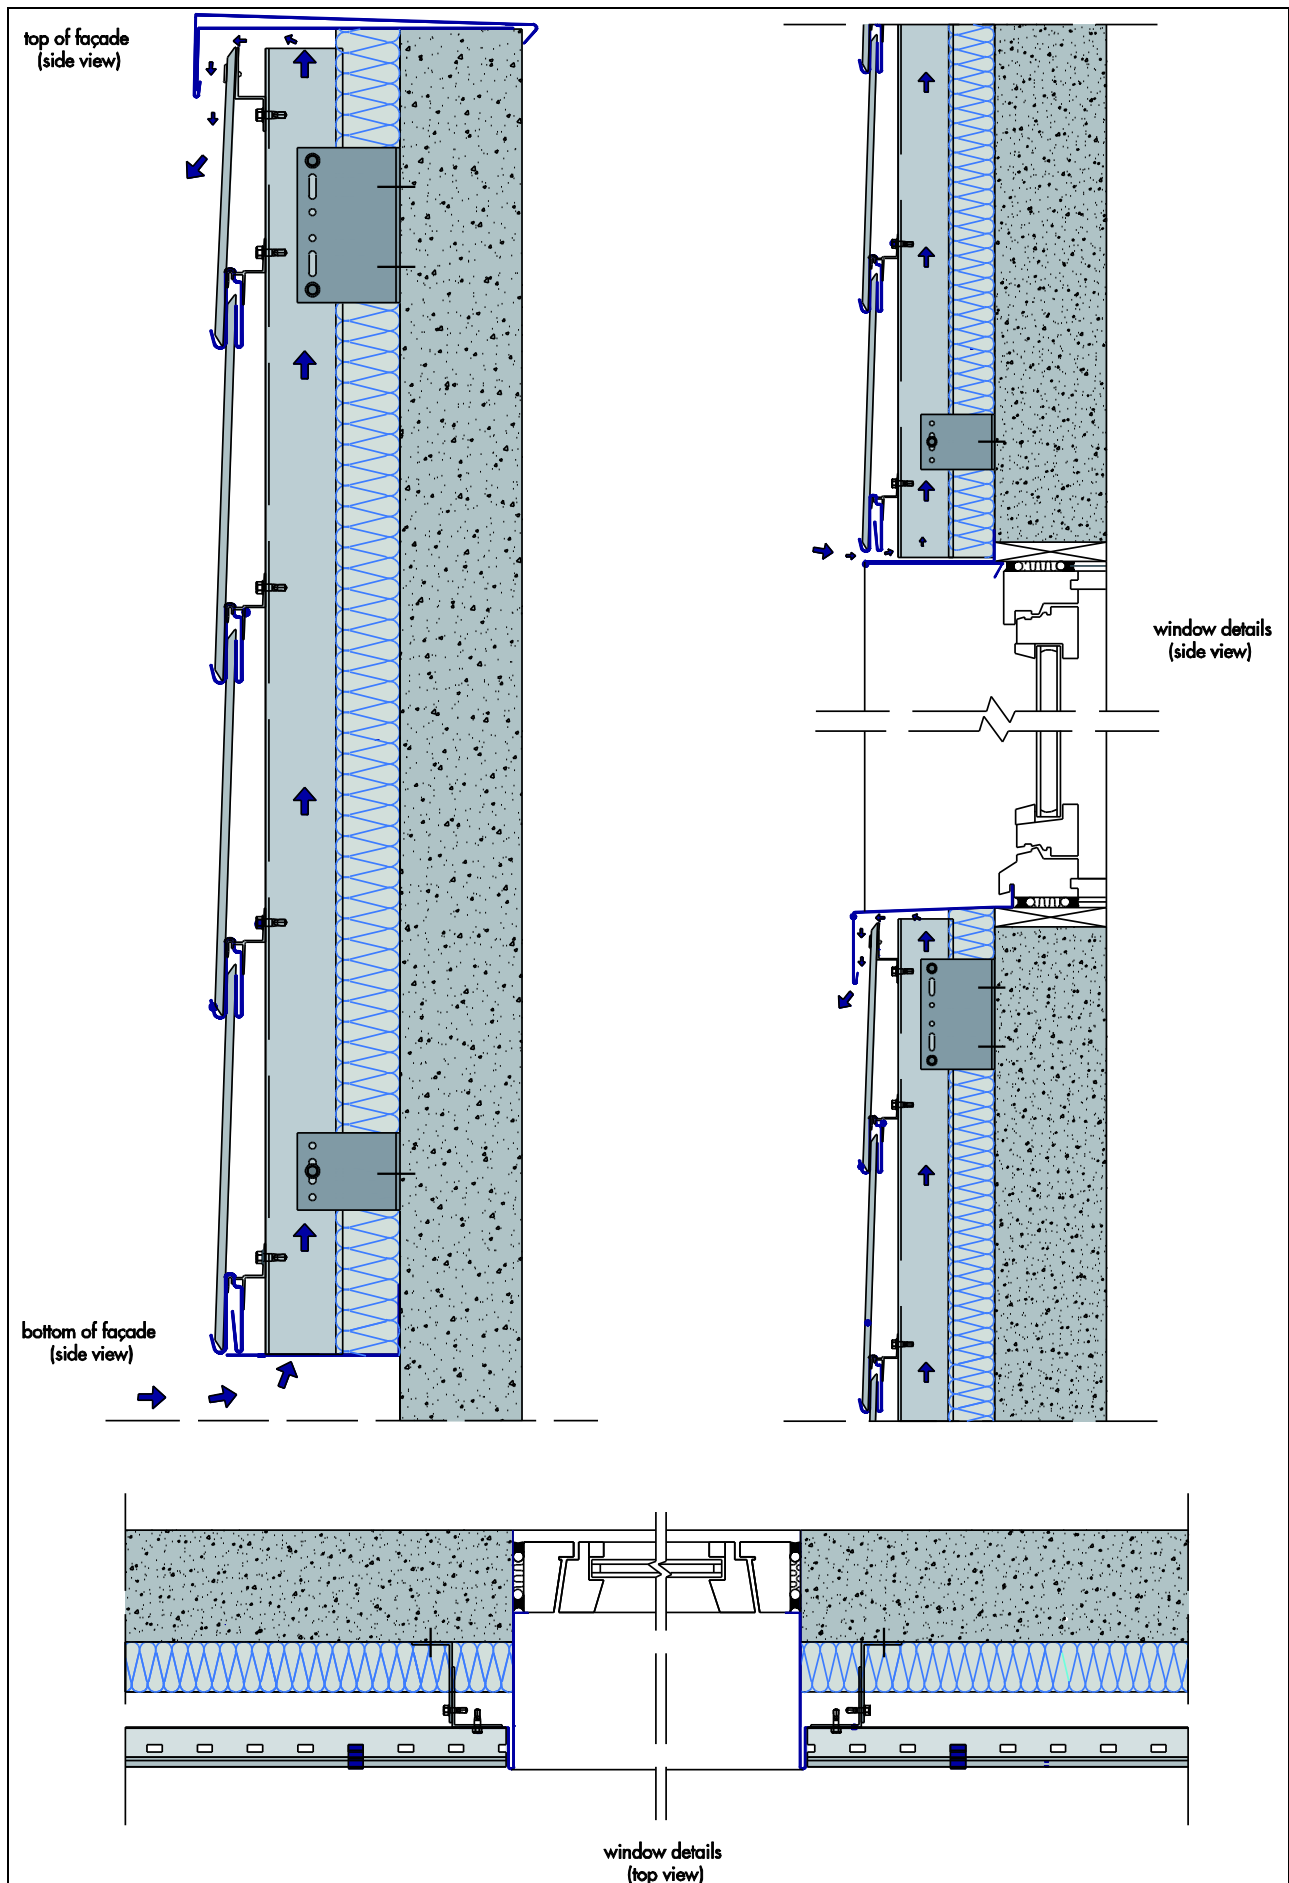 top of façade
(side view)
window details
(side view)
bottom of façade
(side view)
window details
(top view)